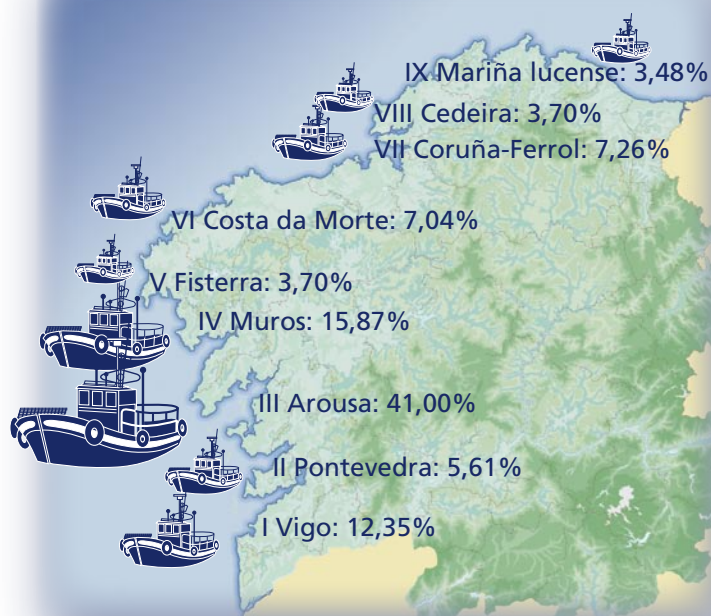 IX Mariña lucense: 3,48%
VIII Cedeira: 3,70%
VII Coruña-Ferrol: 7,26%
VI Costa da Morte: 7,04%
V Fisterra: 3,70%
IV Muros: 15,87%
III Arousa: 41,00%
II Pontevedra: 5,61%
I Vigo: 12,35%